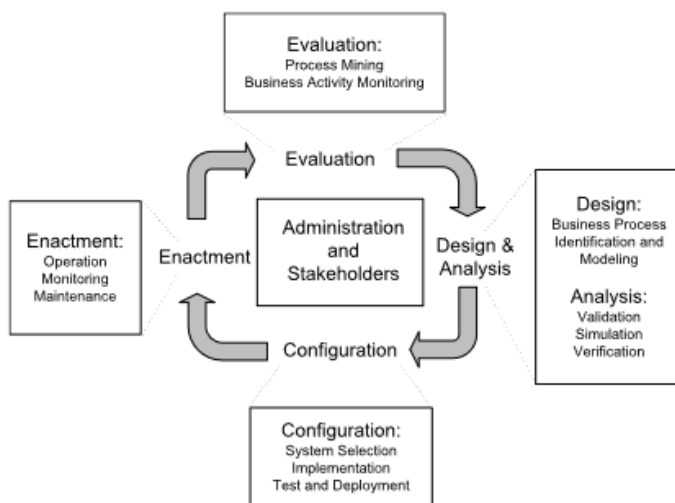 Evaluation:
Process Mining
Business Activity Monitoring
Evaluation
Enactment:
Operation
Monitoring
Maintenance
Enactment
Administration
and
Stakeholders
Design &
Analysis
Design:
Business Process
Identification and
Modeling
Analysis:
Validation
Simulation
Verification
Configuration
Configuration:
System Selection
Implementation
Test and Deployment